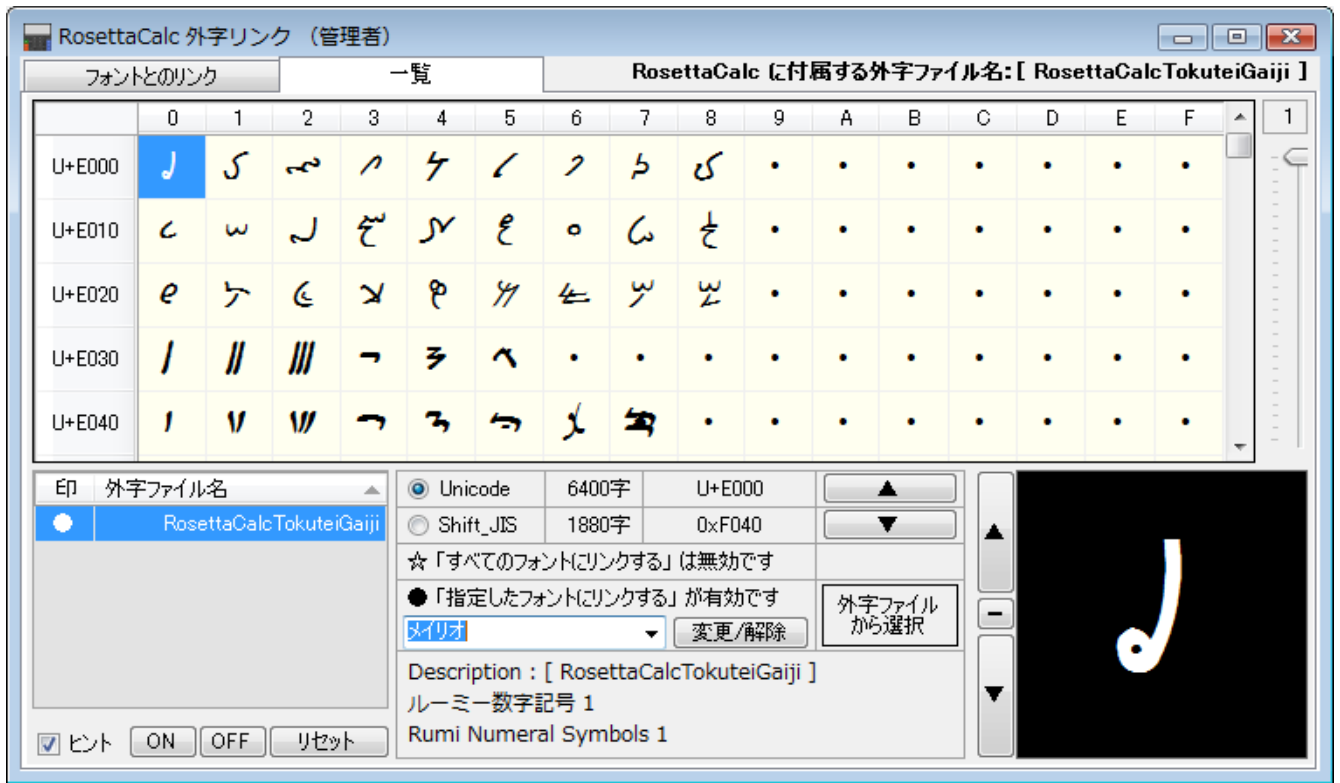 RosettaCalc 外字リンク （管理者）
フォントとのリンク 一覧 RosettaCalc に付属する外字ファイル名:[ RosettaCalcTokuteiGaiji ]
0 1 2 3 4 5 6 7 8 9 A B C D E F 1
U+E000
U+E010
U+E020
U+E030
U+E040
印 外字ファイル名
RosettaCalcTokuteiGaiji
Unicode 6400字 U+E000 ▲
Shift_JIS 1880字 0xF040 ▼
☆「すべてのフォントにリンクする」は無効です
●「指定したフォントにリンクする」が有効です
メイリオ 変更/解除 外字ファイルから選択
Description : [ RosettaCalcTokuteiGaiji ]
ルーミー数字記号 1
Rumi Numeral Symbols 1
ヒント ON OFF リセット